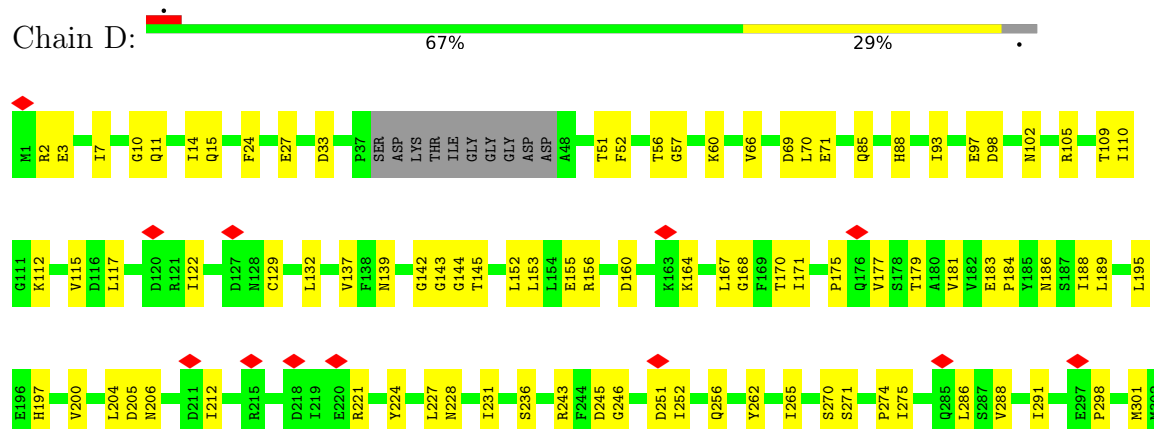 Chain D:
67% 29%
M1 R2 E3 I7 G10 Q11 I14 Q15 F24 E27 D33 P37 SER ASP LYS THR ILE GLY GLY GLY ASP ASP A48 T51 F52 T56 G57 K60 V66 D69 L70 E71 Q85 H88 I93 E97 D98 N102 R105 T109 I110
G111 K112 V115 D116 L117 D120 R121 I122 D127 N128 C129 L132 V137 F138 N139 G142 G143 G144 T145 L152 L153 L154 E155 R156 D160 K163 K164 L167 G168 F169 T170 I171 P175 Q176 V177 S178 T179 A180 V181 V182 E183 P184 Y185 N186 S187 I188 L189 L195
E196 H197 V200 L204 D205 N206 D211 I212 R215 D218 I219 E220 R221 Y224 L227 N228 I231 S236 R243 F244 D245 G246 D251 I252 Q256 Y262 I265 S270 S271 P274 I275 Q285 L286 S287 V288 I291 E297 P298 M301